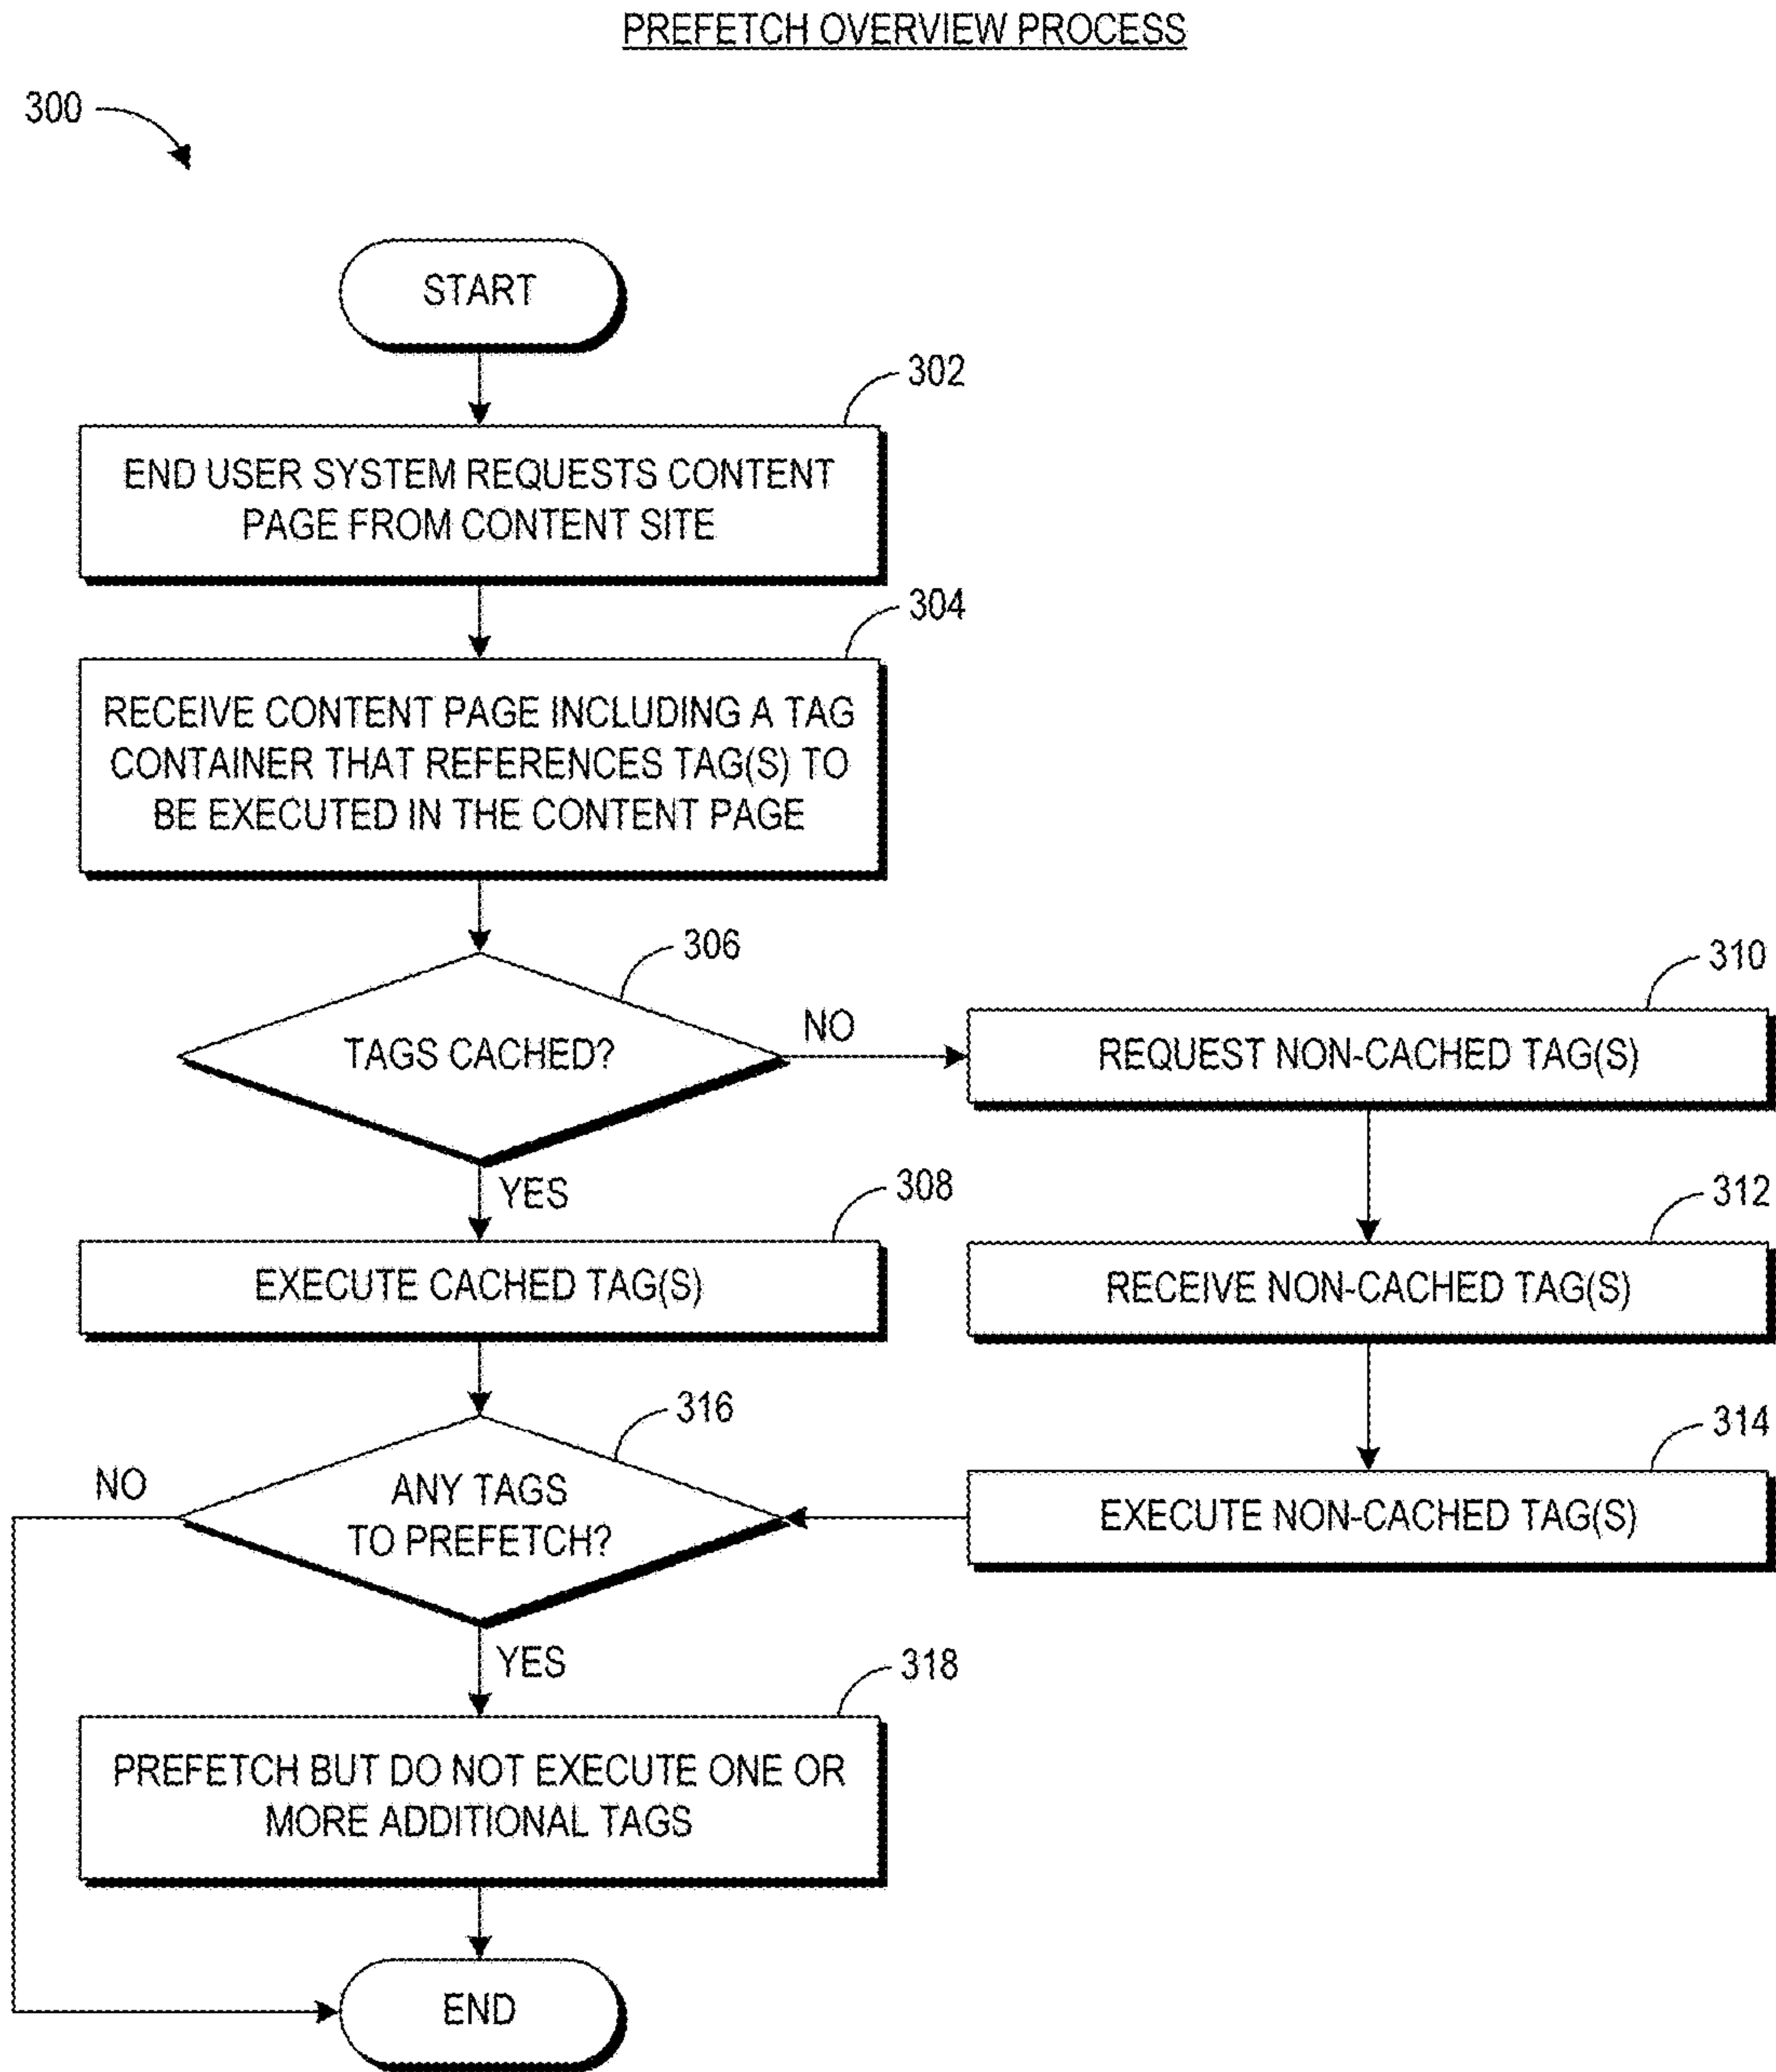 PREFETCH OVERVIEW PROCESS
300
START
302
END USER SYSTEM REQUESTS CONTENT
PAGE FROM CONTENT SITE
304
RECEIVE CONTENT PAGE INCLUDING A TAG
CONTAINER THAT REFERENCES TAG(S) TO
BE EXECUTED IN THE CONTENT PAGE
306
TAGS CACHED?
NO
310
REQUEST NON-CACHED TAG(S)
YES
308
EXECUTE CACHED TAG(S)
312
RECEIVE NON-CACHED TAG(S)
316
ANY TAGS
TO PREFETCH?
NO
314
EXECUTE NON-CACHED TAG(S)
YES
318
PREFETCH BUT DO NOT EXECUTE ONE OR
MORE ADDITIONAL TAGS
END